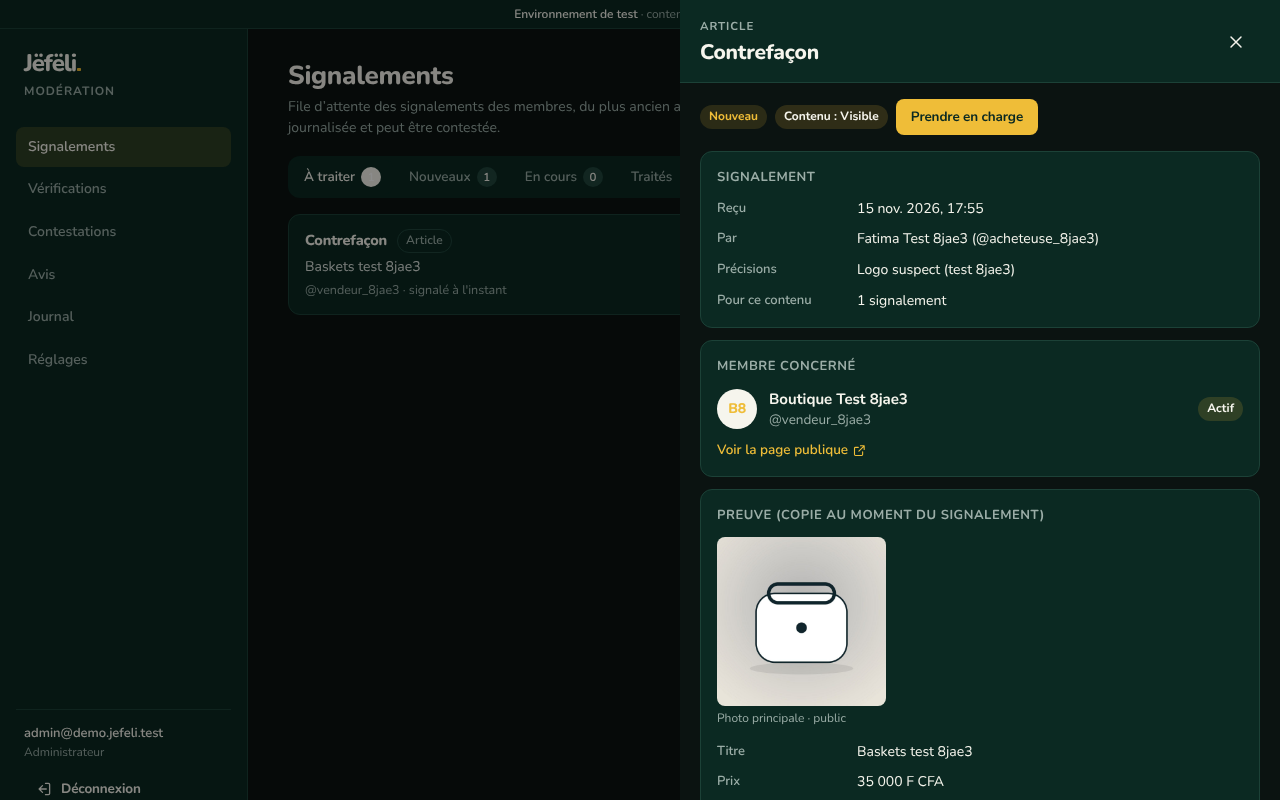 Environnement de test · conter
Jëfëli.
MODÉRATION
Signalements
Vérifications
Contestations
Avis
Journal
Réglages
admin@demo.jefeli.test
Administrateur
Déconnexion
Signalements
File d'attente des signalements des membres, du plus ancien a
journalisée et peut être contestée.
À traiter
Nouveaux 1
En cours 0
Traités
Contrefaçon Article
Baskets test 8jae3
@vendeur_8jae3 · signalé à l'instant
ARTICLE
Contrefaçon
Nouveau
Contenu : Visible
Prendre en charge
SIGNALEMENT
Reçu 15 nov. 2026, 17:55
Par Fatima Test 8jae3 (@acheteuse_8jae3)
Précisions Logo suspect (test 8jae3)
Pour ce contenu 1 signalement
MEMBRE CONCERNÉ
B8
Boutique Test 8jae3
@vendeur_8jae3
Actif
Voir la page publique
PREUVE (COPIE AU MOMENT DU SIGNALEMENT)
Photo principale · public
Titre Baskets test 8jae3
Prix 35 000 F CFA